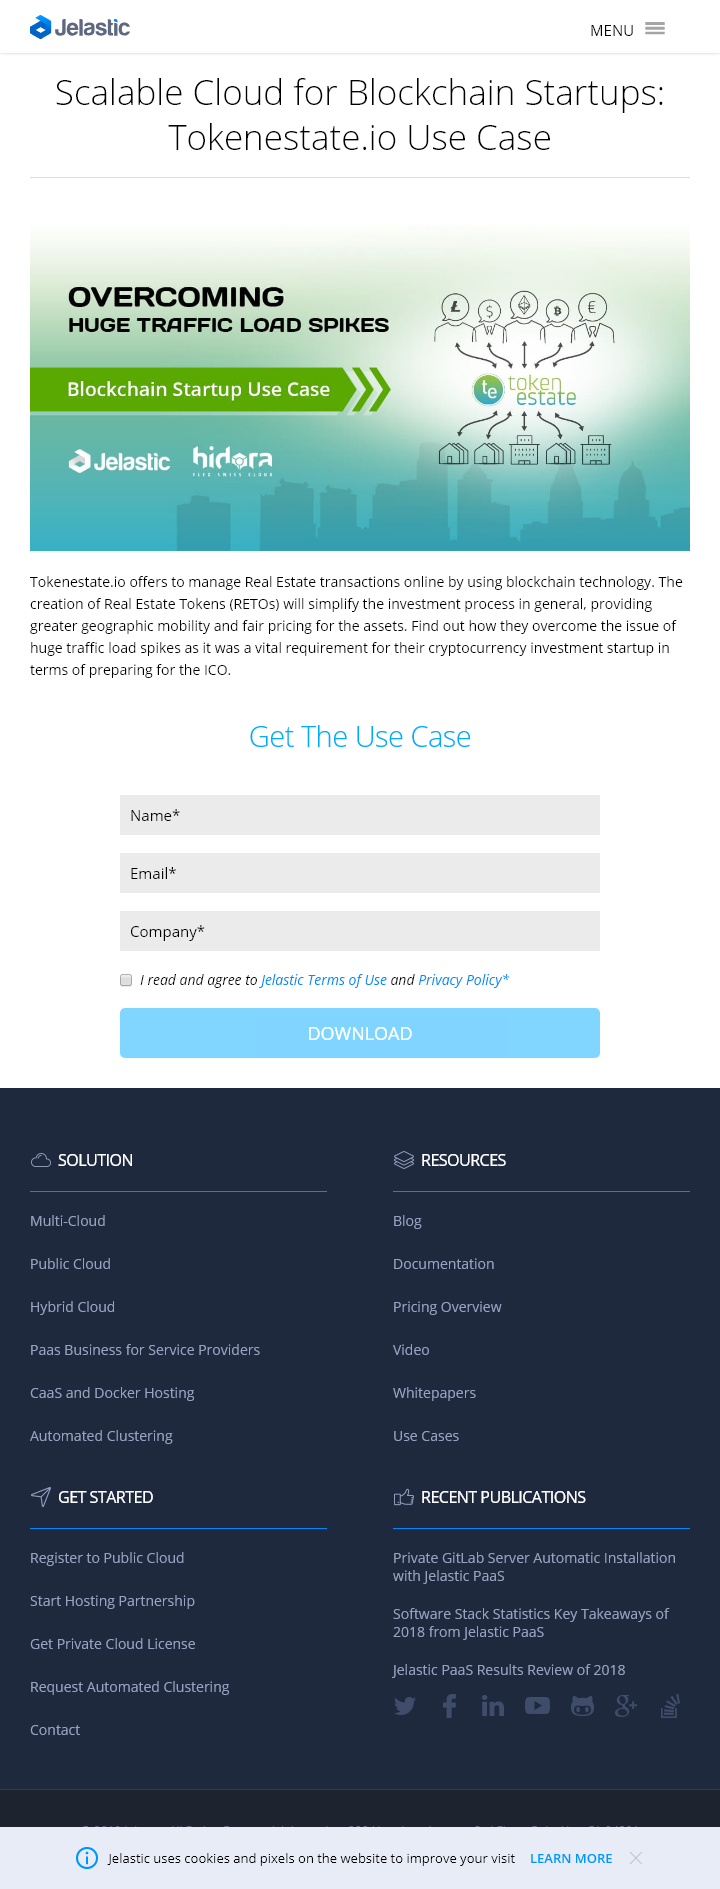 Jelastic
MENU
Scalable Cloud for Blockchain Startups:
Tokenestate.io Use Case
OVERCOMING
HUGE TRAFFIC LOAD SPIKES
Blockchain Startup Use Case
te token
estate
Jelastic
hidora
FLEX SWISS CLOUD
Tokenestate.io offers to manage Real Estate transactions online by using blockchain technology. The
creation of Real Estate Tokens (RETOs) will simplify the investment process in general, providing
greater geographic mobility and fair pricing for the assets. Find out how they overcome the issue of
huge traffic load spikes as it was a vital requirement for their cryptocurrency investment startup in
terms of preparing for the ICO.
Get The Use Case
Name*
Email*
Company*
I read and agree to Jelastic Terms of Use and Privacy Policy*
DOWNLOAD
SOLUTION
Multi-Cloud
Public Cloud
Hybrid Cloud
Paas Business for Service Providers
CaaS and Docker Hosting
Automated Clustering
RESOURCES
Blog
Documentation
Pricing Overview
Video
Whitepapers
Use Cases
GET STARTED
Register to Public Cloud
Start Hosting Partnership
Get Private Cloud License
Request Automated Clustering
Contact
RECENT PUBLICATIONS
Private GitLab Server Automatic Installation
with Jelastic PaaS
Software Stack Statistics Key Takeaways of
2018 from Jelastic PaaS
Jelastic PaaS Results Review of 2018
Jelastic uses cookies and pixels on the website to improve your visit LEARN MORE